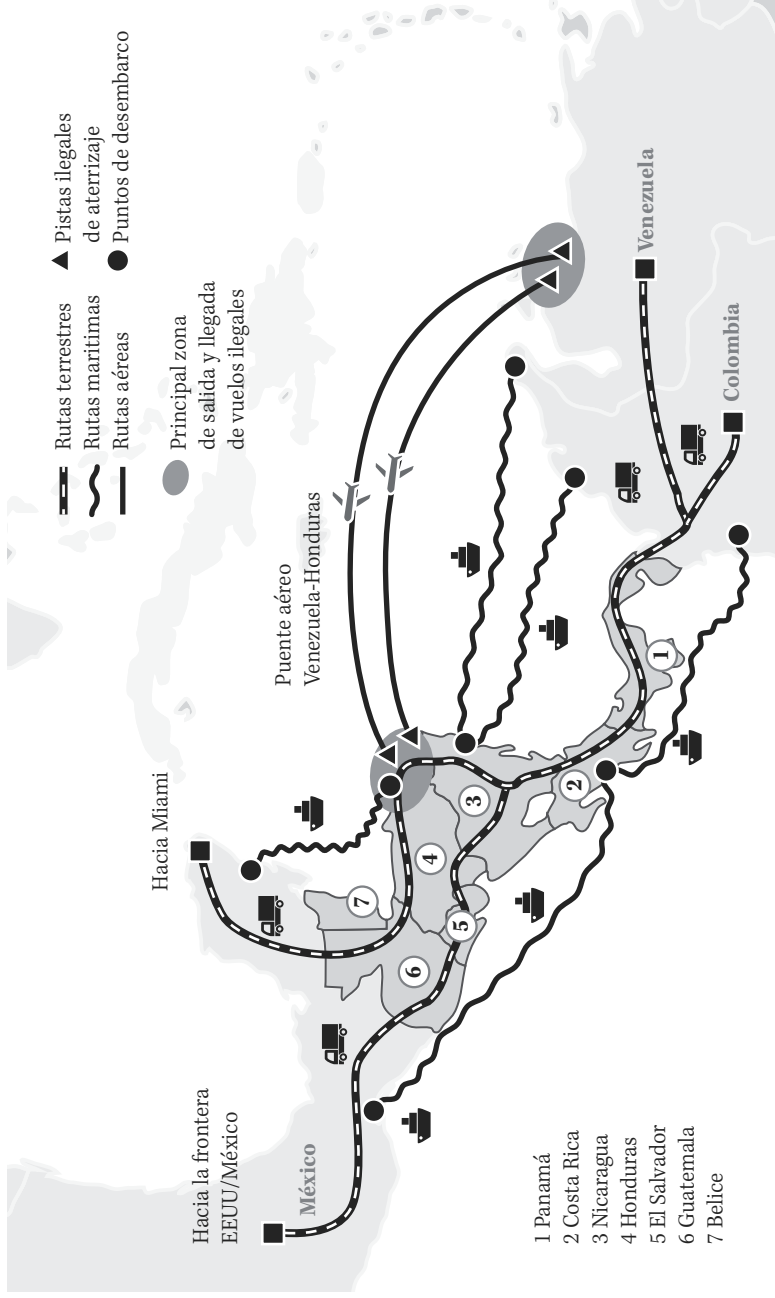 Rutas terrestres
Rutas maritimas
Rutas aéreas
Pistas ilegales
de aterrizaje
Puntos de desembarco
Principal zona
de salida y llegada
de vuelos ilegales
Hacia la frontera
EEUU/México
México
Hacia Miami
Puente aéreo
Venezuela-Honduras
Venezuela
Colombia
7
6
4
5
3
2
1
1 Panamá
2 Costa Rica
3 Nicaragua
4 Honduras
5 El Salvador
6 Guatemala
7 Belice